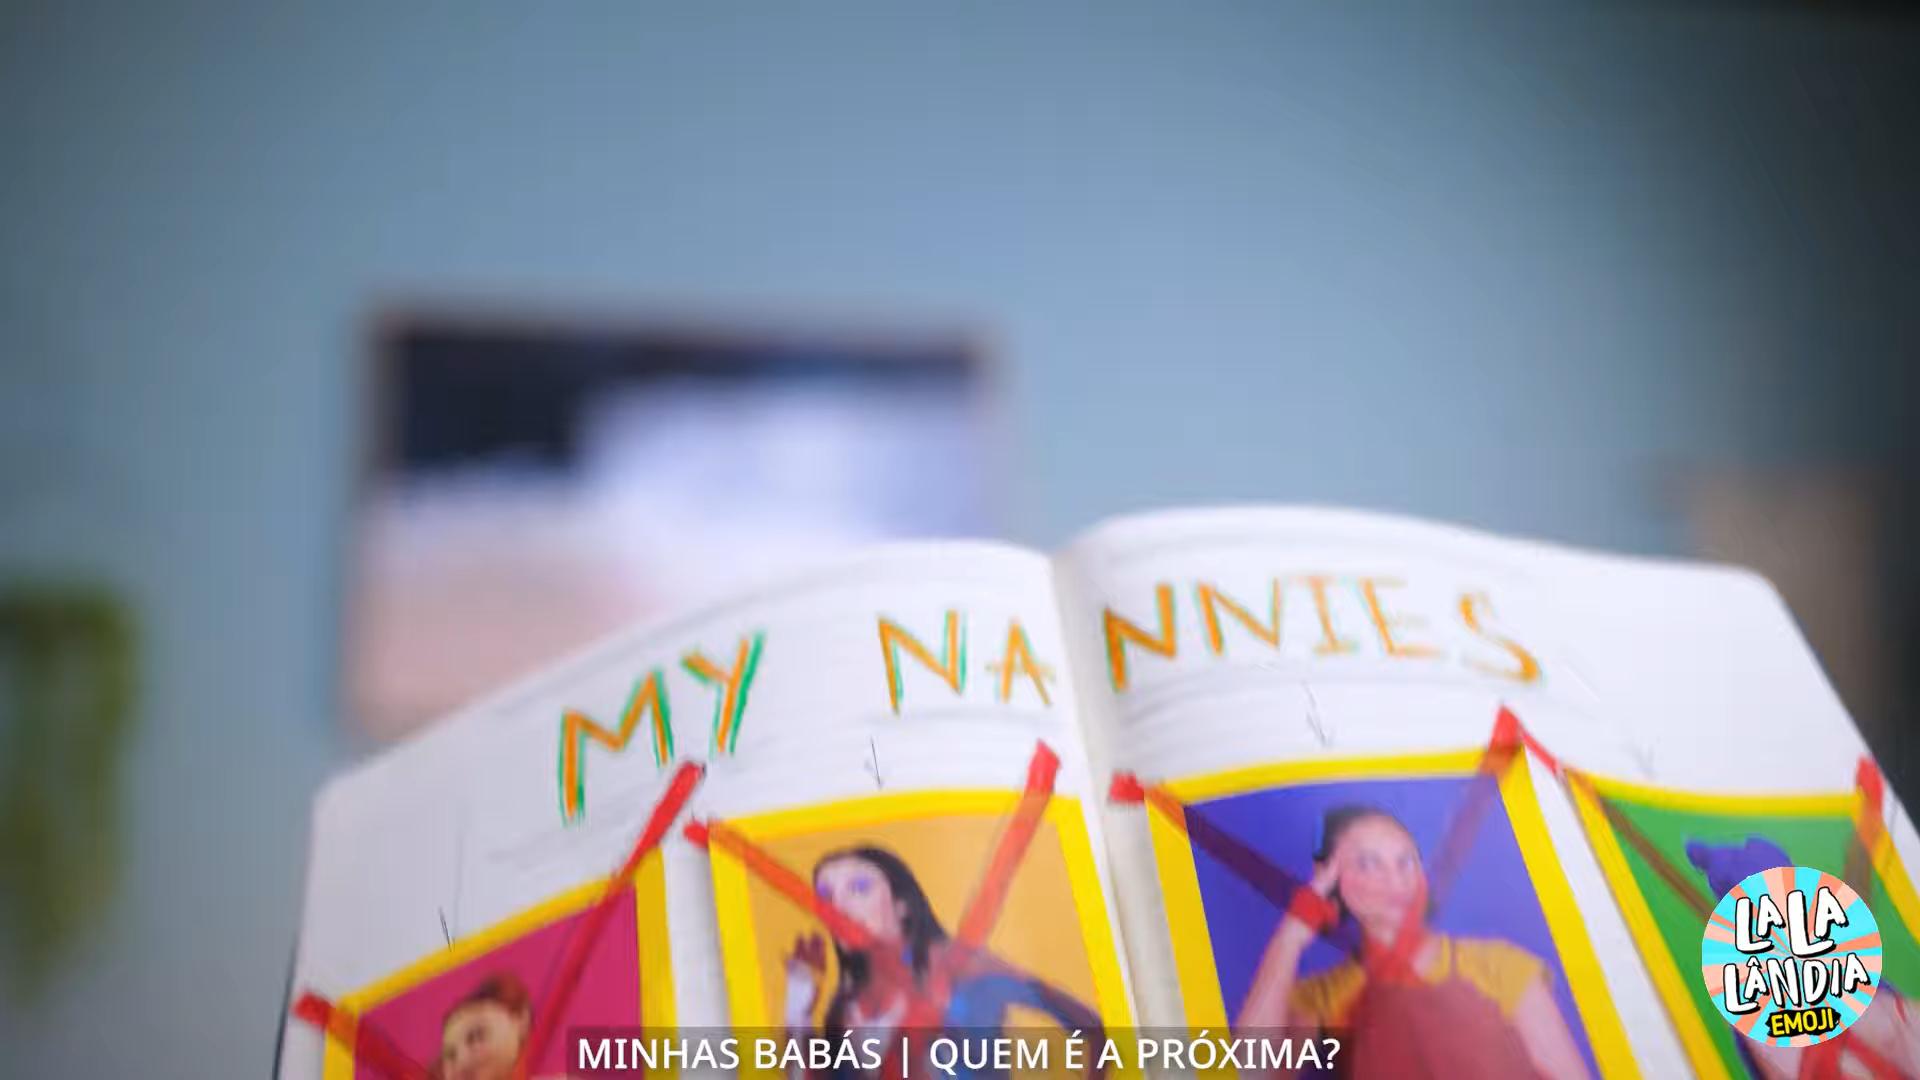 MY NANNIES
LA LA
LÂNDIA
EMOJI
MINHAS BABÁS | QUEM É A PRÓXIMA?